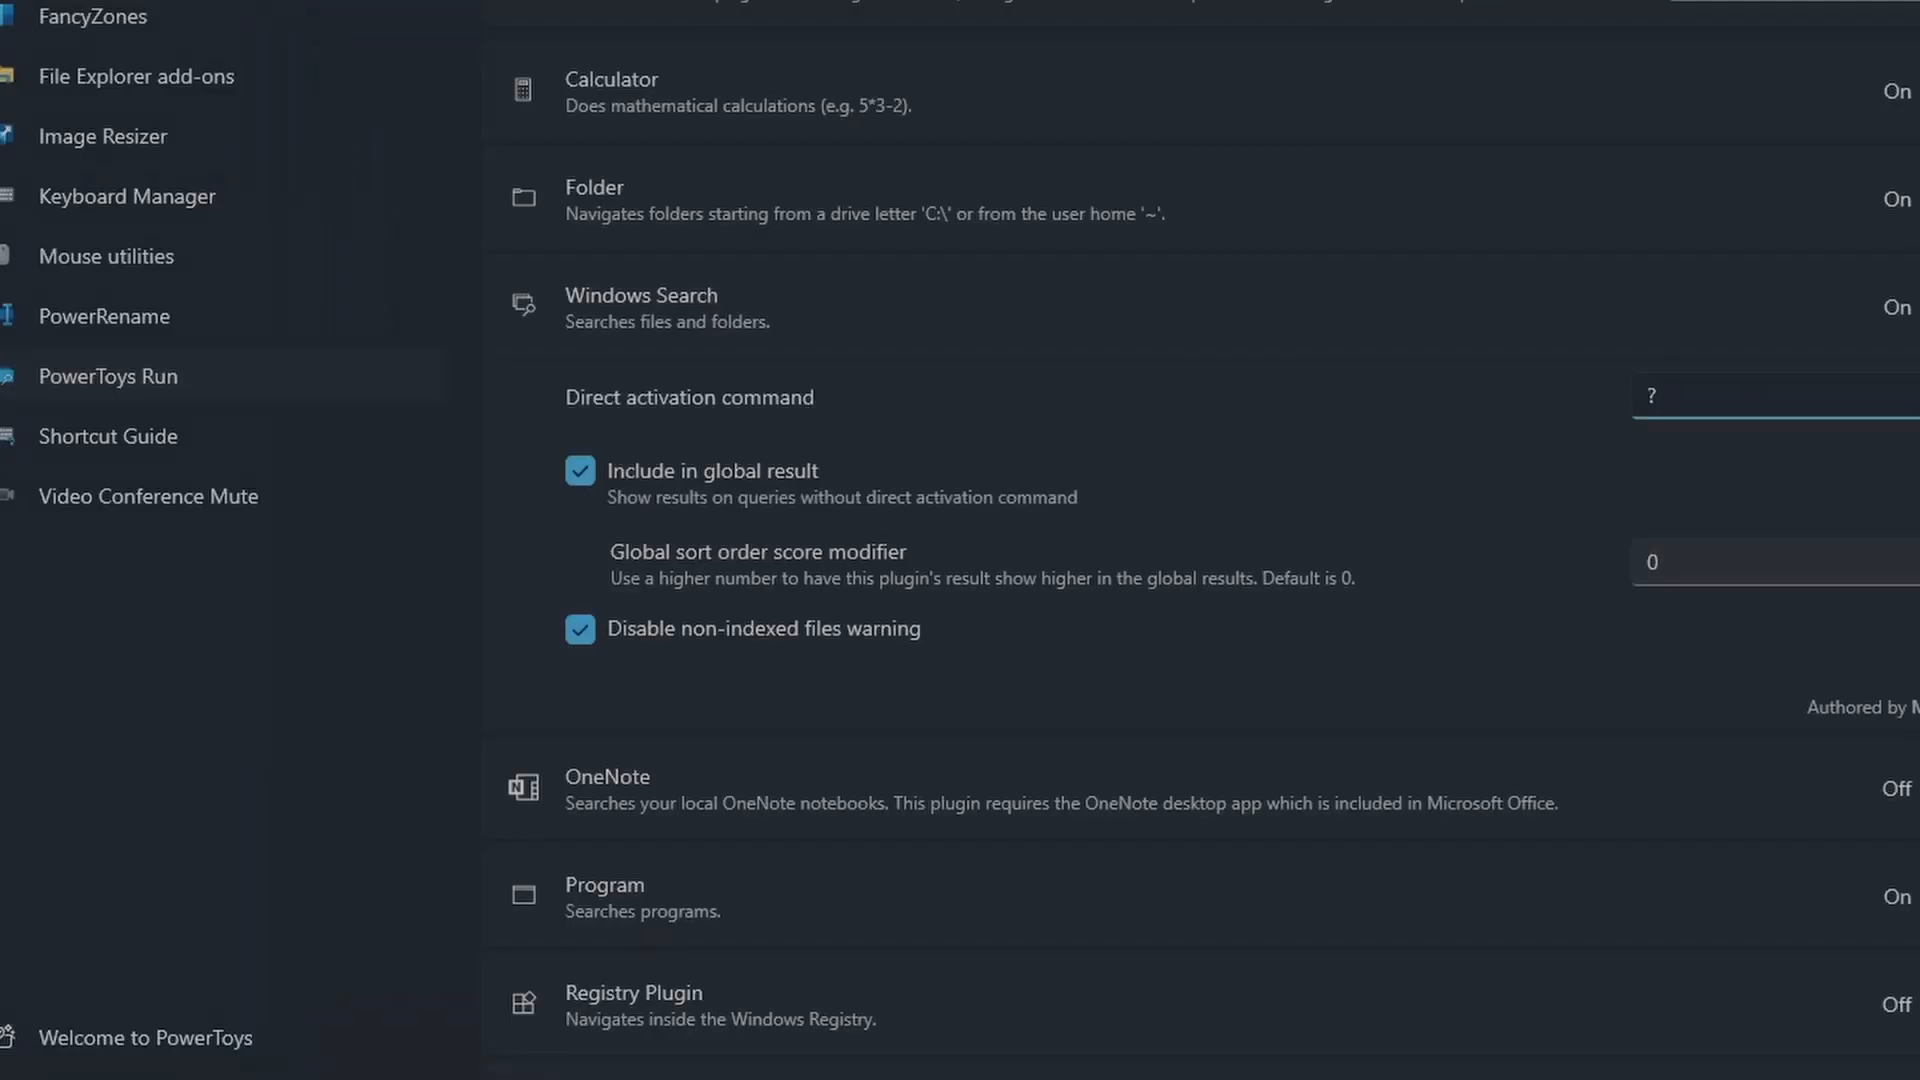 FancyZones
File Explorer add-ons
Image Resizer
Keyboard Manager
Mouse utilities
PowerRename
PowerToys Run
Shortcut Guide
Video Conference Mute
Welcome to PowerToys
Calculator
Does mathematical calculations (e.g. 5*3-2).
On
Folder
Navigates folders starting from a drive letter 'C:\' or from the user home '~'.
On
Windows Search
Searches files and folders.
On
Direct activation command
?
Include in global result
Show results on queries without direct activation command
Global sort order score modifier
Use a higher number to have this plugin's result show higher in the global results. Default is 0.
0
Disable non-indexed files warning
Authored by
OneNote
Searches your local OneNote notebooks. This plugin requires the OneNote desktop app which is included in Microsoft Office.
Off
Program
Searches programs.
On
Registry Plugin
Navigates inside the Windows Registry.
Off